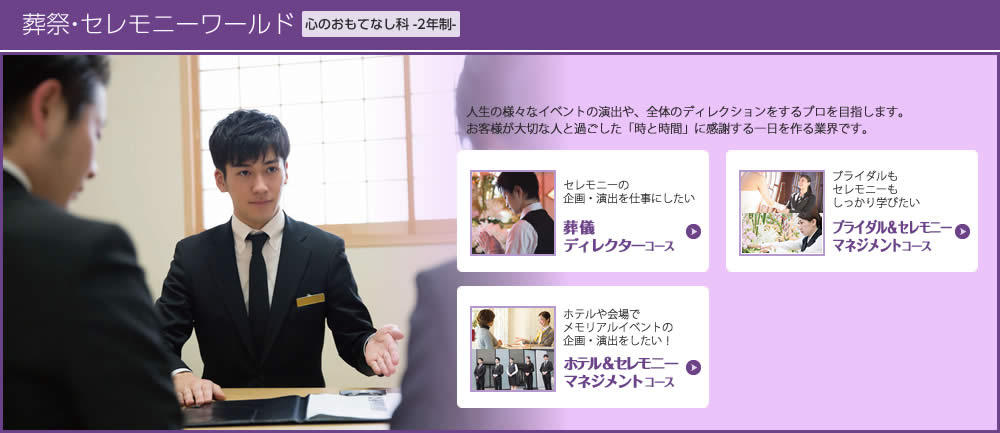 葬祭・セレモニーワールド 心のおもてなし科 -2年制-
人生の様々なイベントの演出や、全体のディレクションをするプロを目指します。
お客様が大切な人と過ごした「時と時間」に感謝する一日を作る業界です。
セレモニーの
企画・演出を仕事にしたい
葬儀
ディレクターコース
ブライダルも
セレモニーも
しっかり学びたい
ブライダル&セレモニー
マネジメントコース
ホテルや会場で
メモリアルイベントの
企画・演出をしたい!
ホテル&セレモニー
マネジメントコース